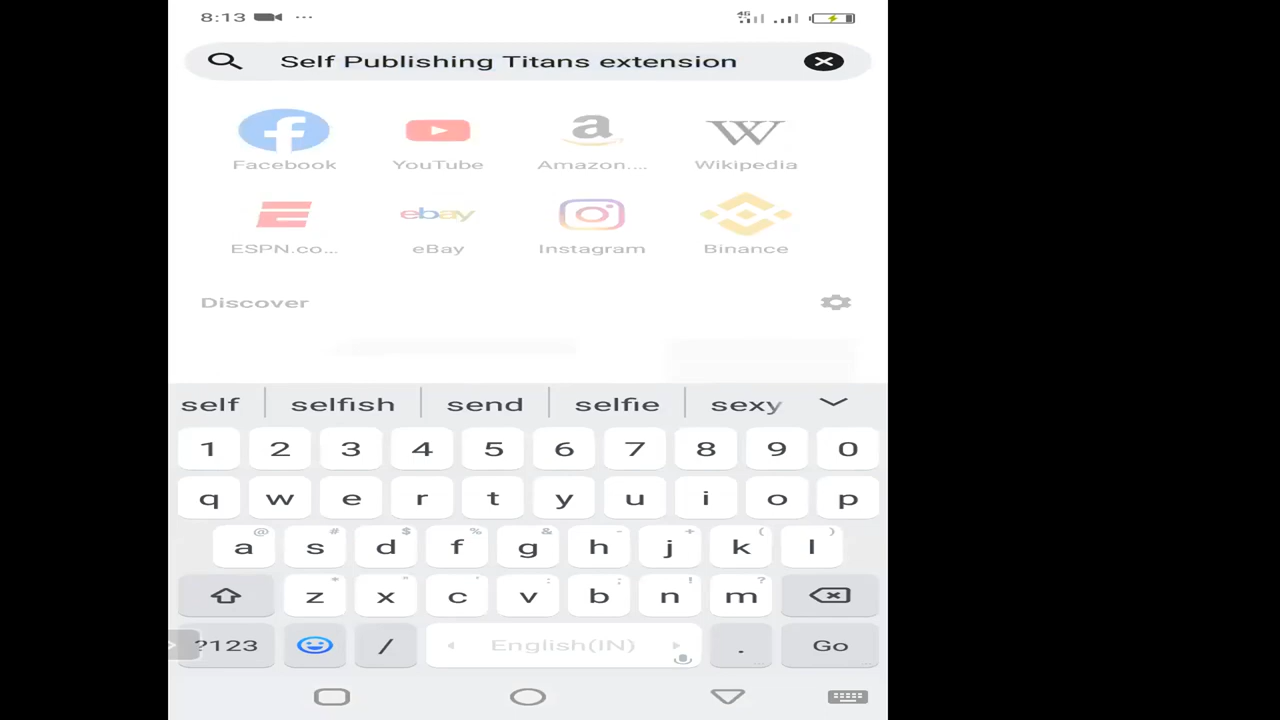 8:13 ...
4G
Self Publishing Titans extension
Facebook YouTube Amazon.... Wikipedia
ESPN.co... eBay Instagram Binance
Discover
self selfish send selfie sexy
1 2 3 4 5 6 7 8 9 0
q w e r t y u i o p
@ # $ % & - + ( )
a s d f g h j k l
* " ' : ; ! ?
z x c v b n m
?123 / English(IN) . Go